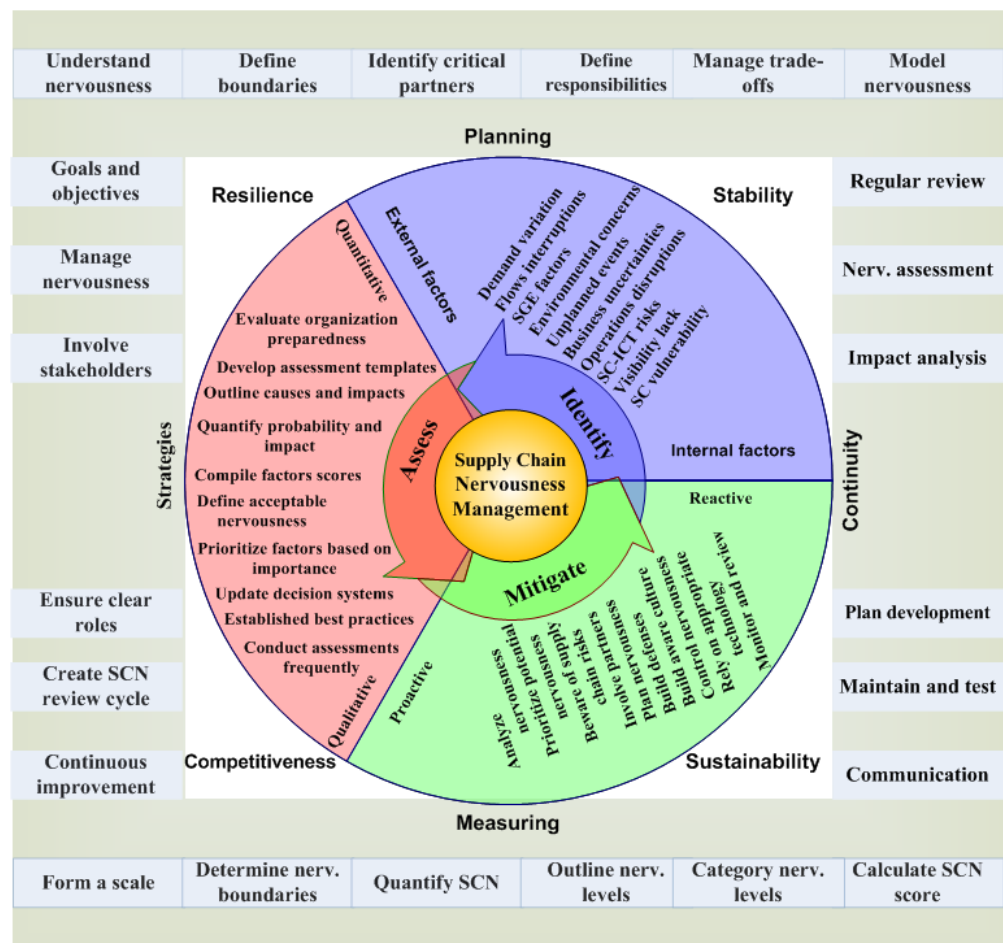 Understand
nervousness
Define
boundaries
Identify critical
partners
Define
responsibilities
Manage trade-
offs
Model
nervousness
Planning
Goals and
objectives
Manage
nervousness
Involve
stakeholders
Strategies
Ensure clear
roles
Create SCN
review cycle
Continuous
improvement
Resilience
Stability
Competitiveness
Sustainability
Quantitative
Evaluate organization
preparedness
Develop assessment templates
Outline causes and impacts
Quantify probability and
impact
Compile factors scores
Define acceptable
nervousness
Prioritize factors based on
importance
Update decision systems
Established best practices
Conduct assessments
frequently
Qualitative
External factors
Demand variation
Flows interruptions
SGE factors
Environmental concerns
Unplanned events
Business uncertainties
Operations disruptions
SC-ICT risks
Visibility lack
SC vulnerability
Internal factors
Assess
Identify
Mitigate
Supply Chain
Nervousness
Management
Reactive
Proactive
Analyze
nervousness
Prioritize potential
nervousness
Beware of supply
chain risks
Involve partners
Plan nervousness
Build defenses
Build aware culture
Control nervousness
Rely on appropriate
technology
Monitor and review
Regular review
Nerv. assessment
Impact analysis
Continuity
Plan development
Maintain and test
Communication
Measuring
Form a scale
Determine nerv.
boundaries
Quantify SCN
Outline nerv.
levels
Category nerv.
levels
Calculate SCN
score